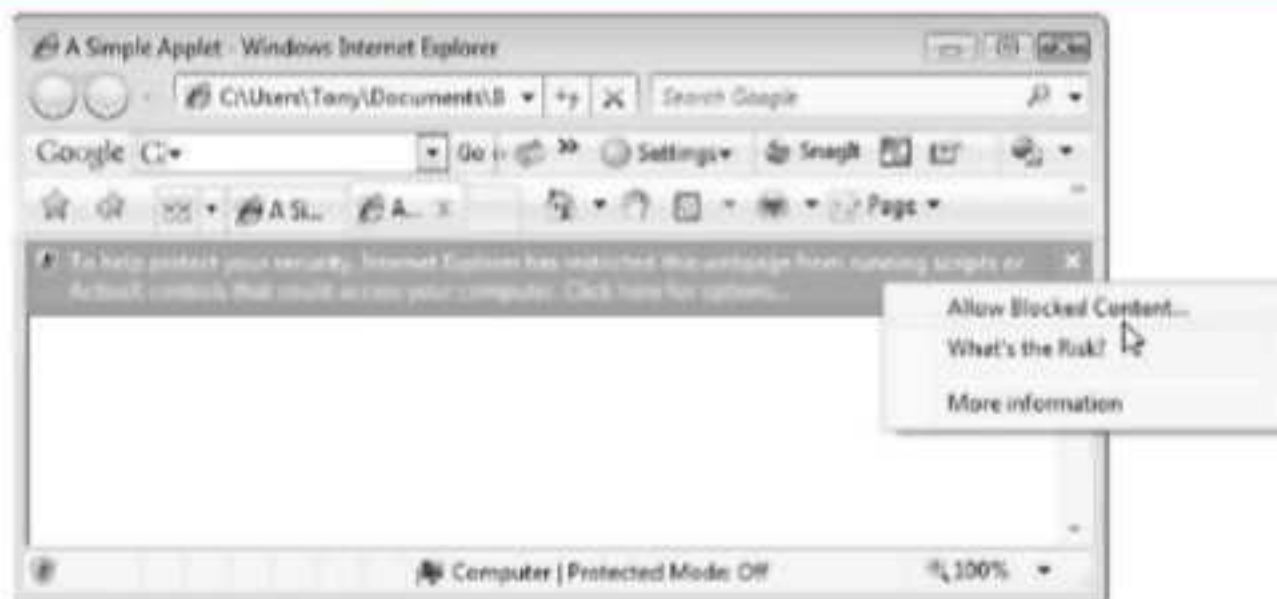 A Simple Applet - Windows Internet Explorer
C:\Users\Tony\Documents\B
Search Google
Google
Go
Settings
SnagIt
A Si...
A...
Page
To help protect your security, Internet Explorer has restricted this webpage from running scripts or
ActiveX controls that could access your computer. Click here for options...
Allow Blocked Content...
What's the Risk?
More information
Computer | Protected Mode: Off
100%